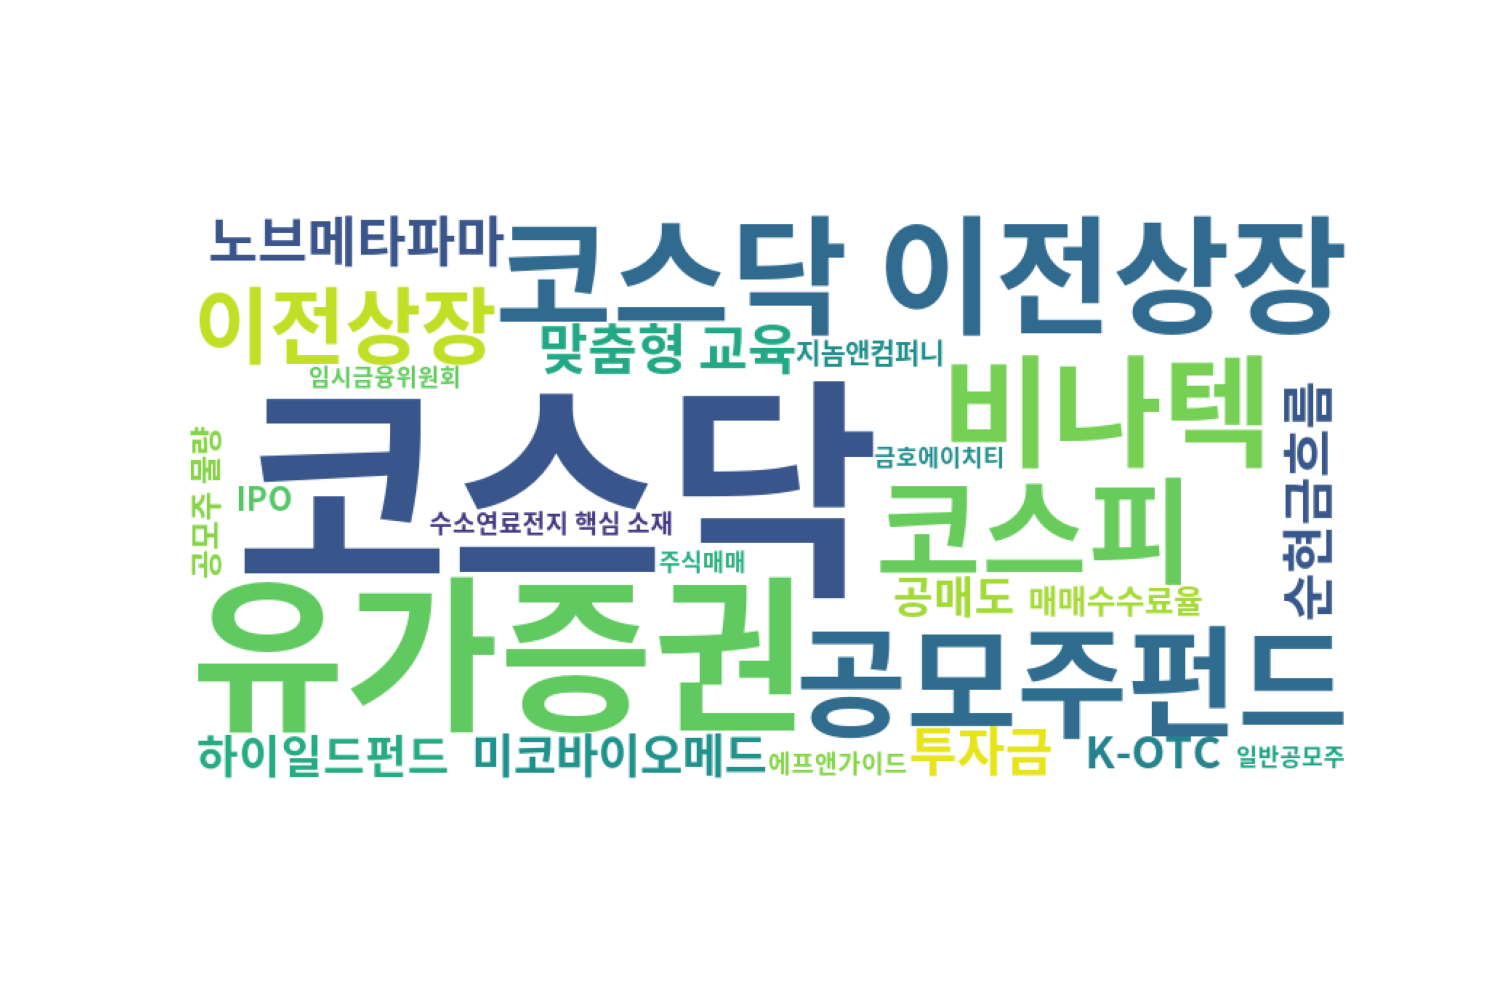 노브메타파마
코스닥 이전상장
이전상장
맞춤형 교육
지놈앤컴퍼니
임시금융위원회
코스닥
비나텍
금호에이치티
순현금흐름
공모주 물량
IPO
수소연료전지 핵심 소재
코스피
주식매매
유가증권
공매도
매매수수료율
공모주펀드
하이일드펀드
미코바이오메드
에프앤가이드
투자금
K-OTC
일반공모주